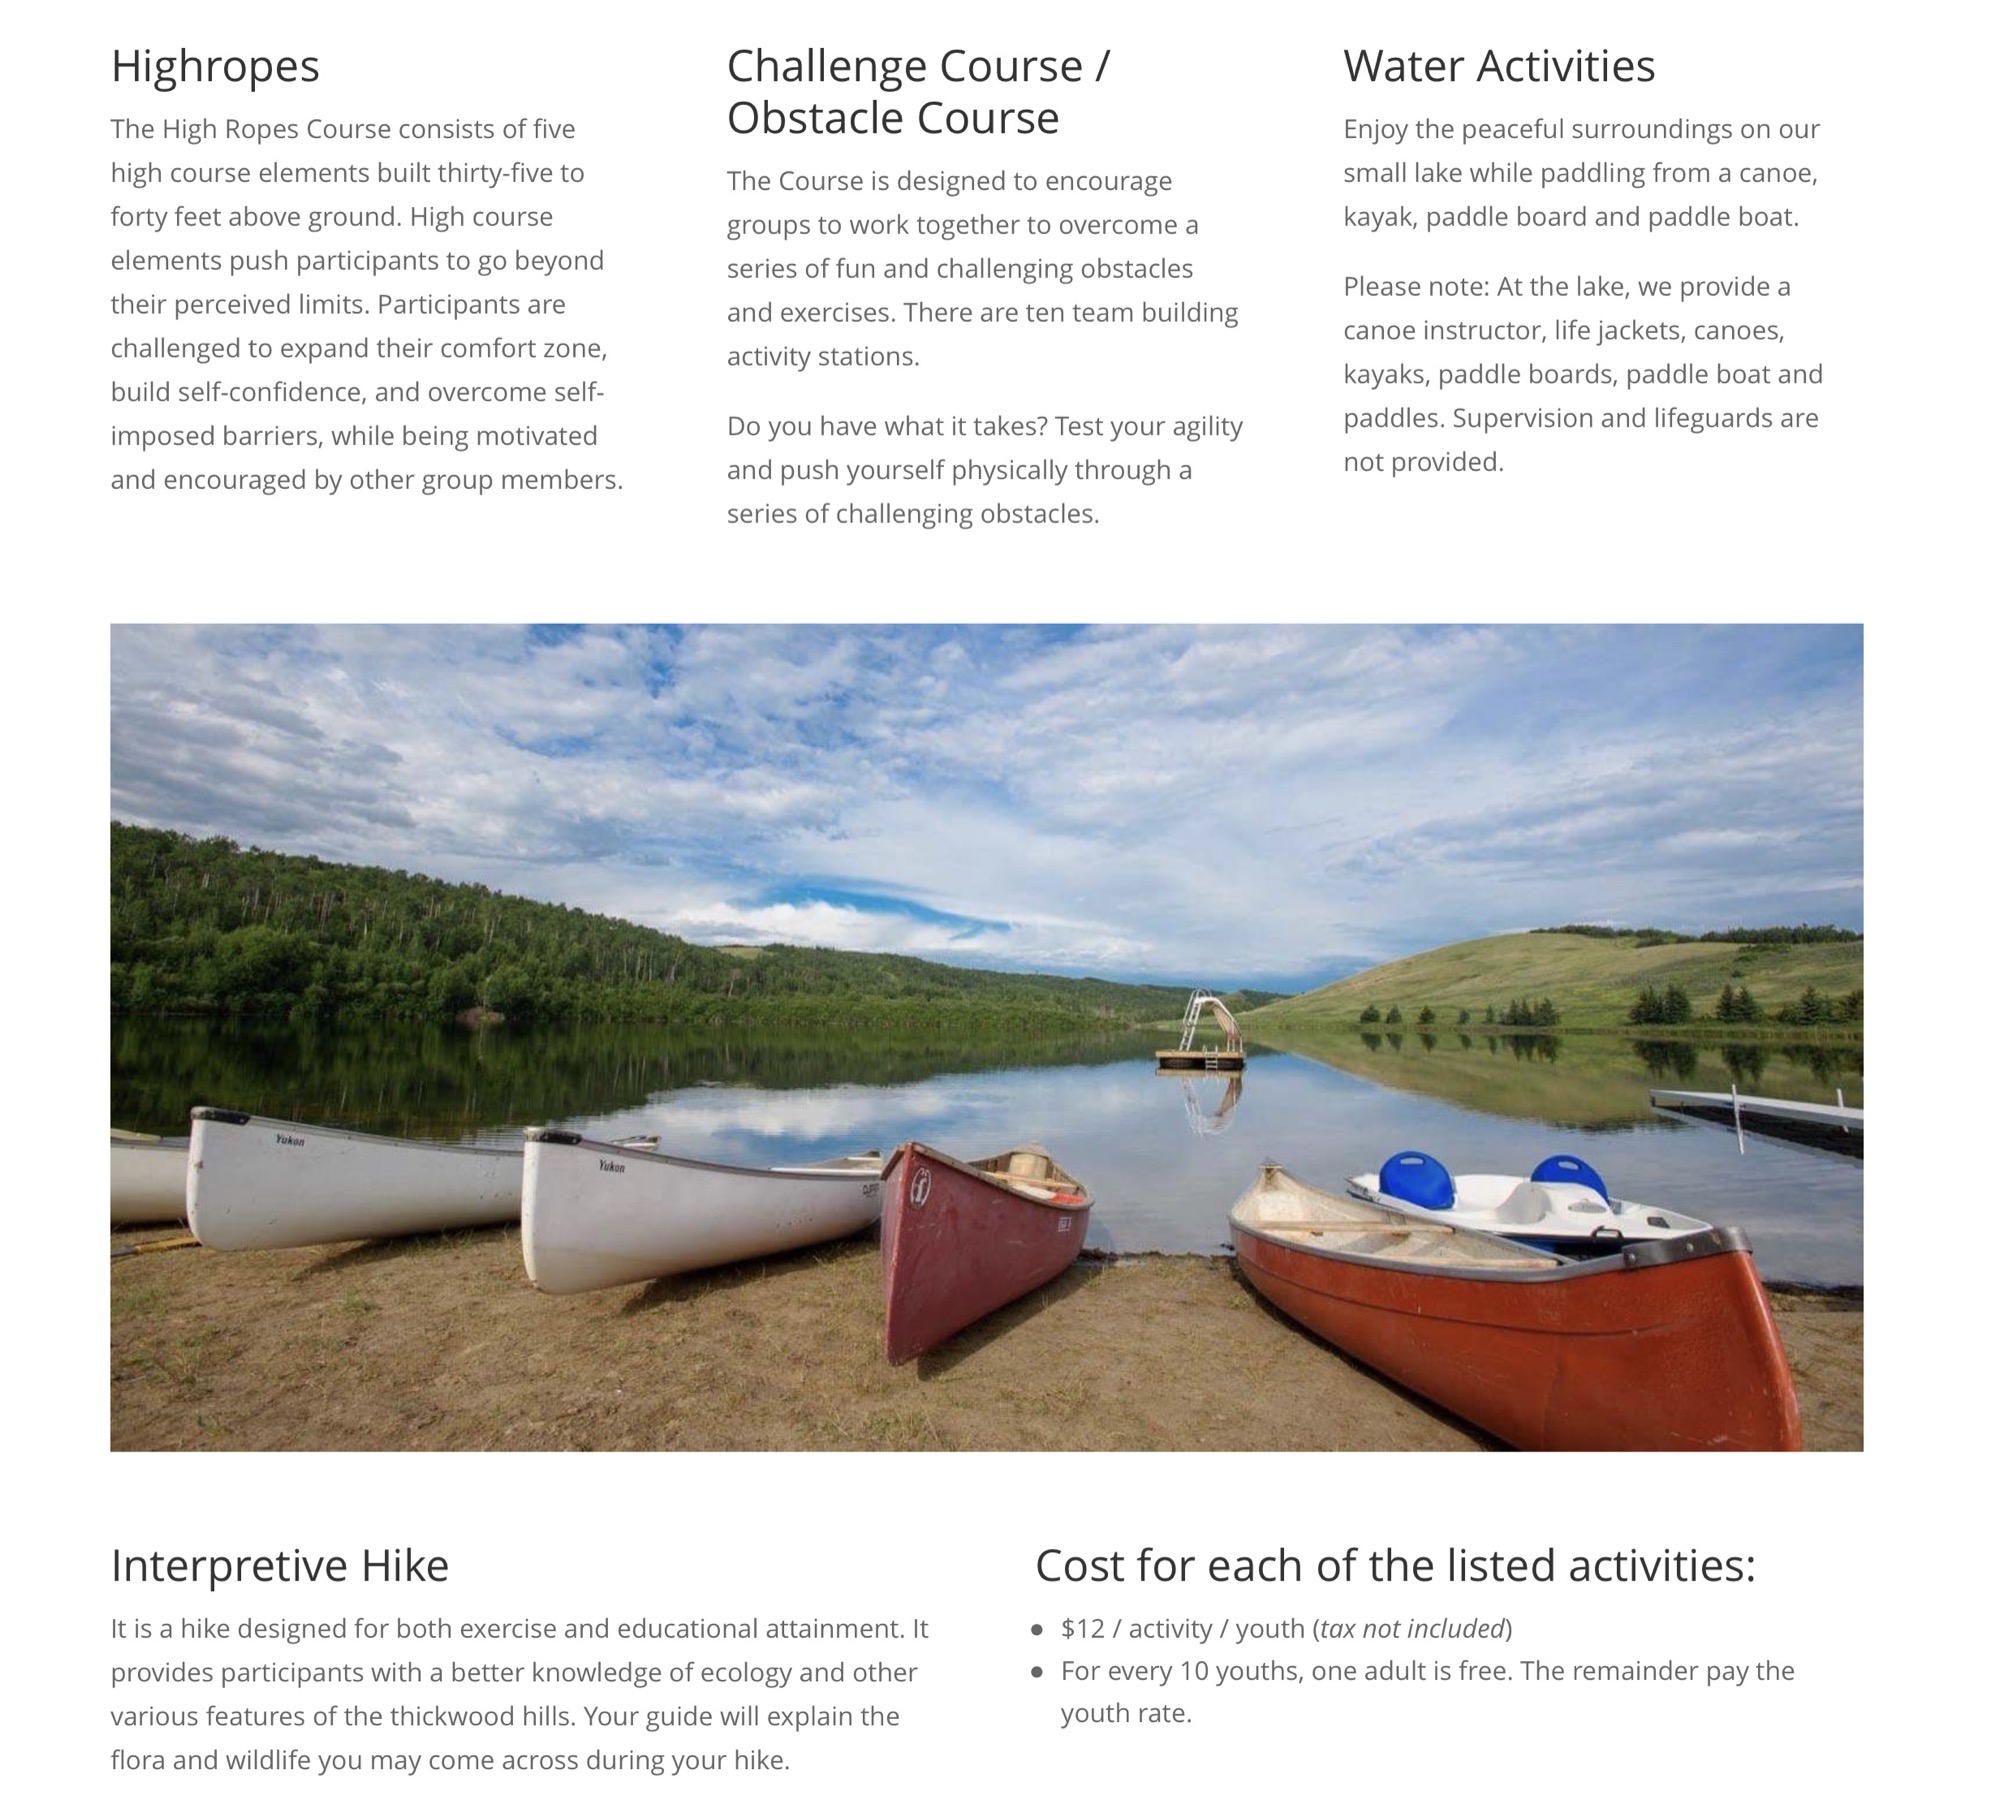 Highropes
The High Ropes Course consists of five
high course elements built thirty-five to
forty feet above ground. High course
elements push participants to go beyond
their perceived limits. Participants are
challenged to expand their comfort zone,
build self-confidence, and overcome self-
imposed barriers, while being motivated
and encouraged by other group members.
Challenge Course /
Obstacle Course
The Course is designed to encourage
groups to work together to overcome a
series of fun and challenging obstacles
and exercises. There are ten team building
activity stations.
Do you have what it takes? Test your agility
and push yourself physically through a
series of challenging obstacles.
Water Activities
Enjoy the peaceful surroundings on our
small lake while paddling from a canoe,
kayak, paddle board and paddle boat.
Please note: At the lake, we provide a
canoe instructor, life jackets, canoes,
kayaks, paddle boards, paddle boat and
paddles. Supervision and lifeguards are
not provided.
Yukon
Yukon
Interpretive Hike
It is a hike designed for both exercise and educational attainment. It
provides participants with a better knowledge of ecology and other
various features of the thickwood hills. Your guide will explain the
flora and wildlife you may come across during your hike.
Cost for each of the listed activities:
● $12 / activity / youth (tax not included)
● For every 10 youths, one adult is free. The remainder pay the
youth rate.